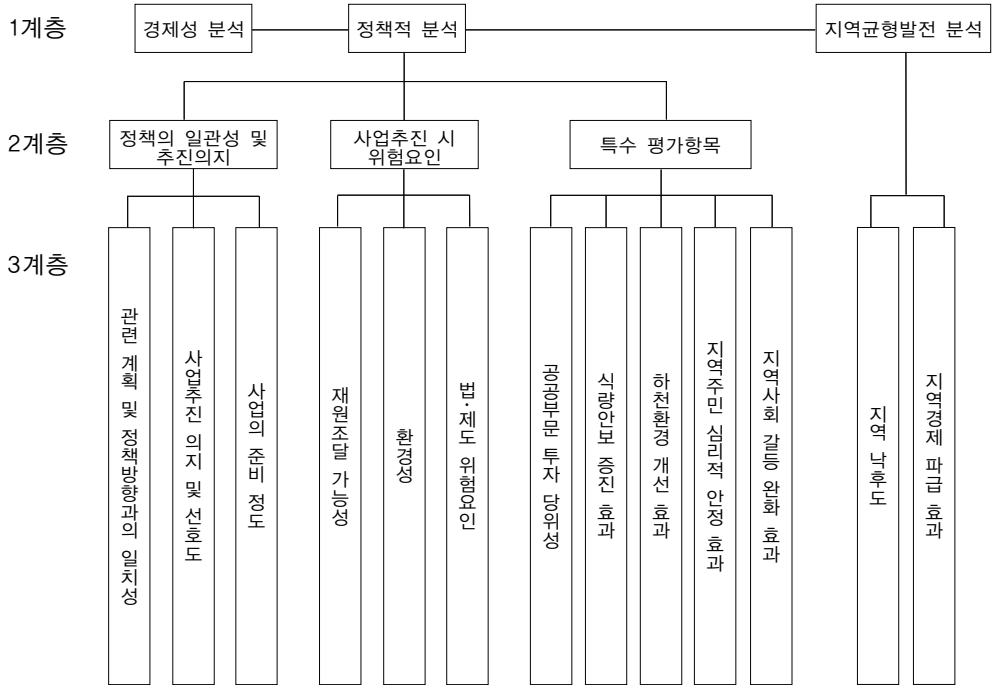 1계층
경제성 분석
정책적 분석
지역균형발전 분석
2계층
정책의 일관성 및
추진의지
사업추진 시
위험요인
특수 평가항목
3계층
관련 계획 및 정책방향과의 일치성
사업추진 의지 및 선호도
사업의 준비 정도
재원조달 가능성
환경성
법·제도 위험요인
공공부문 투자 당위성
식량안보 증진 효과
하천환경 개선 효과
지역주민 심리적 안정 효과
지역사회 갈등 완화 효과
지역 낙후도
지역경제 파급 효과